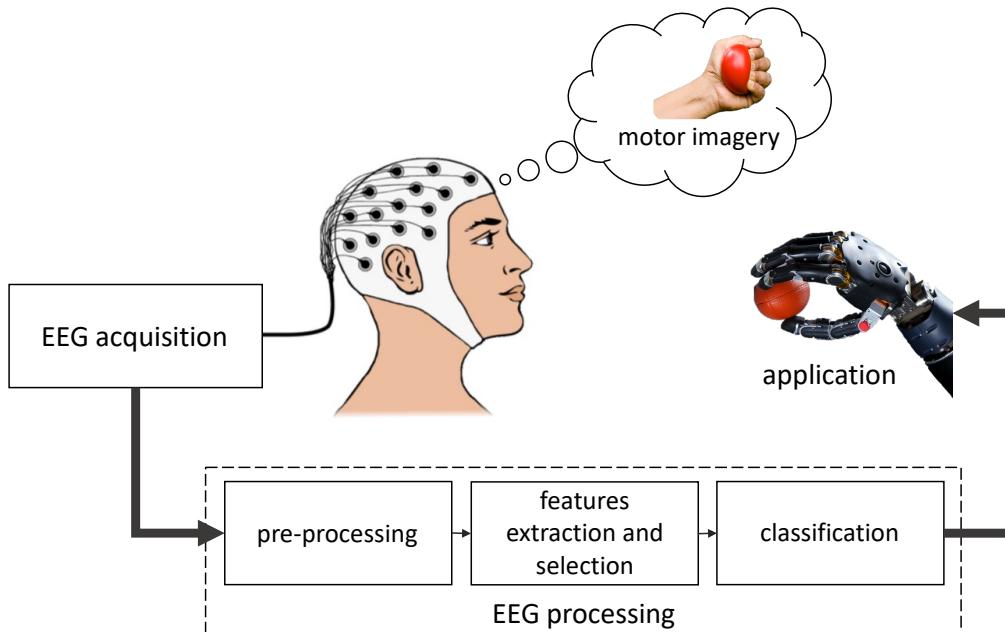 motor imagery
EEG acquisition
application
pre-processing
features
extraction and
selection
classification
EEG processing